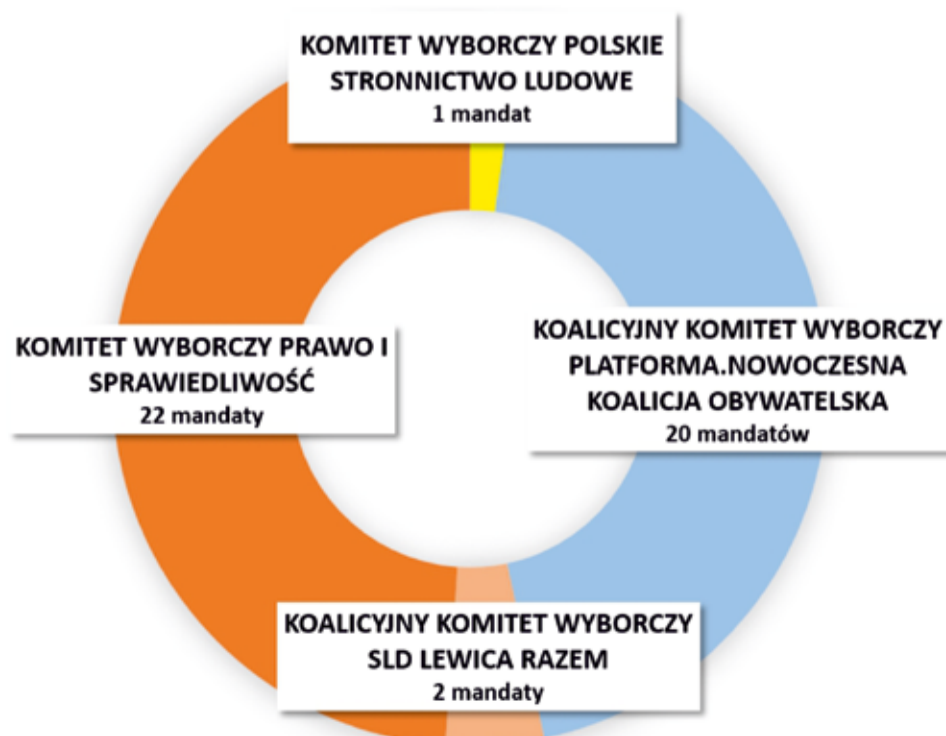 KOMITET WYBORCZY POLSKIE
STRONNICTWO LUDOWE
1 mandat
KOMITET WYBORCZY PRAWO I
SPRAWIEDLIWOŚĆ
22 mandaty
KOALICYJNY KOMITET WYBORCZY
PLATFORMA.NOWOCZESNA
KOALICJA OBYWATELSKA
20 mandatów
KOALICYJNY KOMITET WYBORCZY
SLD LEWICA RAZEM
2 mandaty